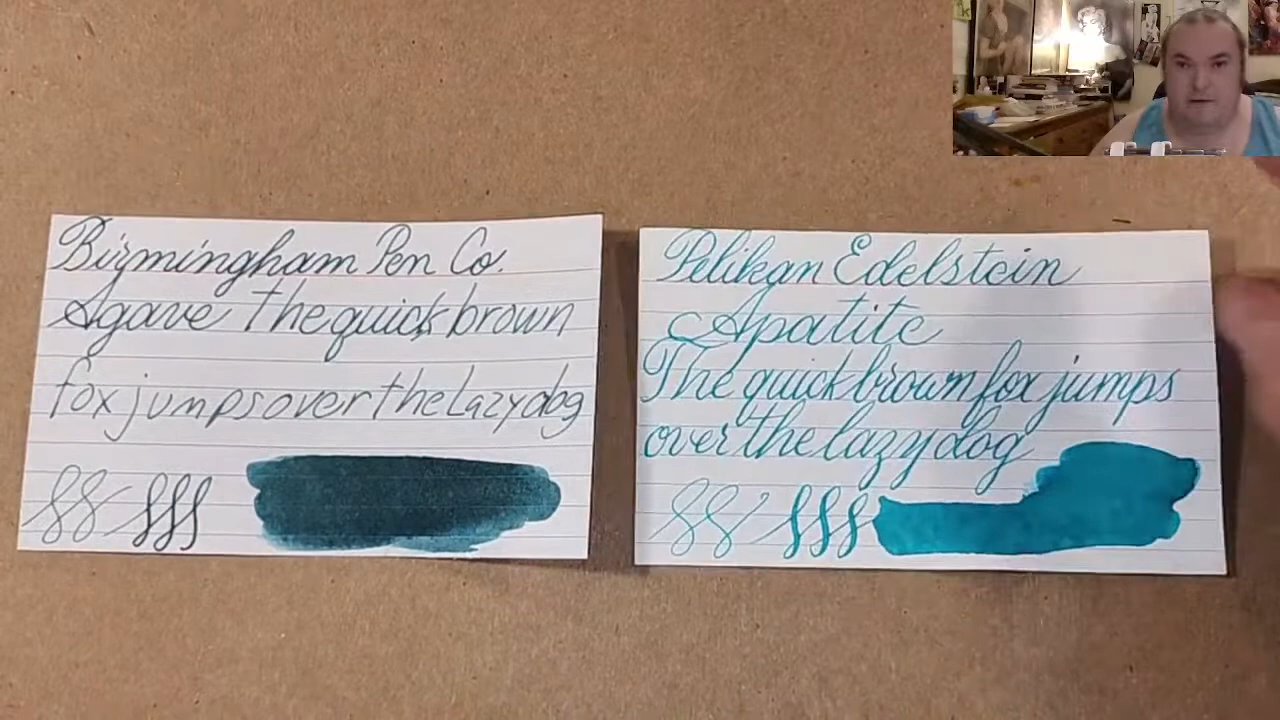 Birmingham Pen Co.
Agave The quick brown
fox jumps over the Lazy dog
Pelikan Edelstein
Apatite
The quick brown fox jumps
over the lazy dog